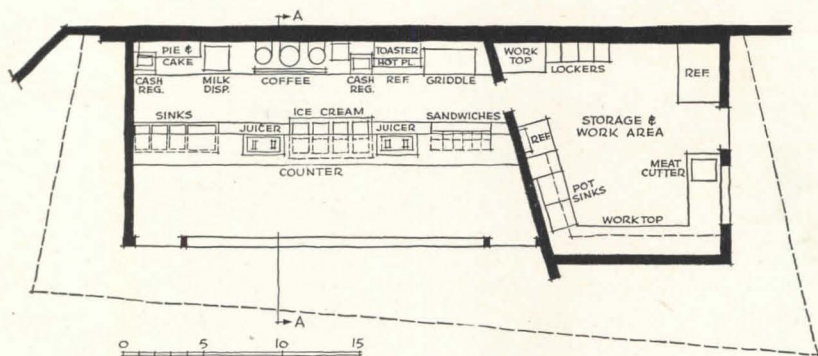 A
PIE &
CAKE
TOASTER
HOT PL.
WORK
TOP
LOCKERS
REF.
CASH
REG.
MILK
DISP.
COFFEE
CASH
REG.
REF.
GRIDDLE
SINKS
JUICER
ICE CREAM
JUICER
SANDWICHES
REF
STORAGE &
WORK AREA
COUNTER
POT
SINKS
MEAT
CUTTER
WORKTOP
A
0 5 10 15